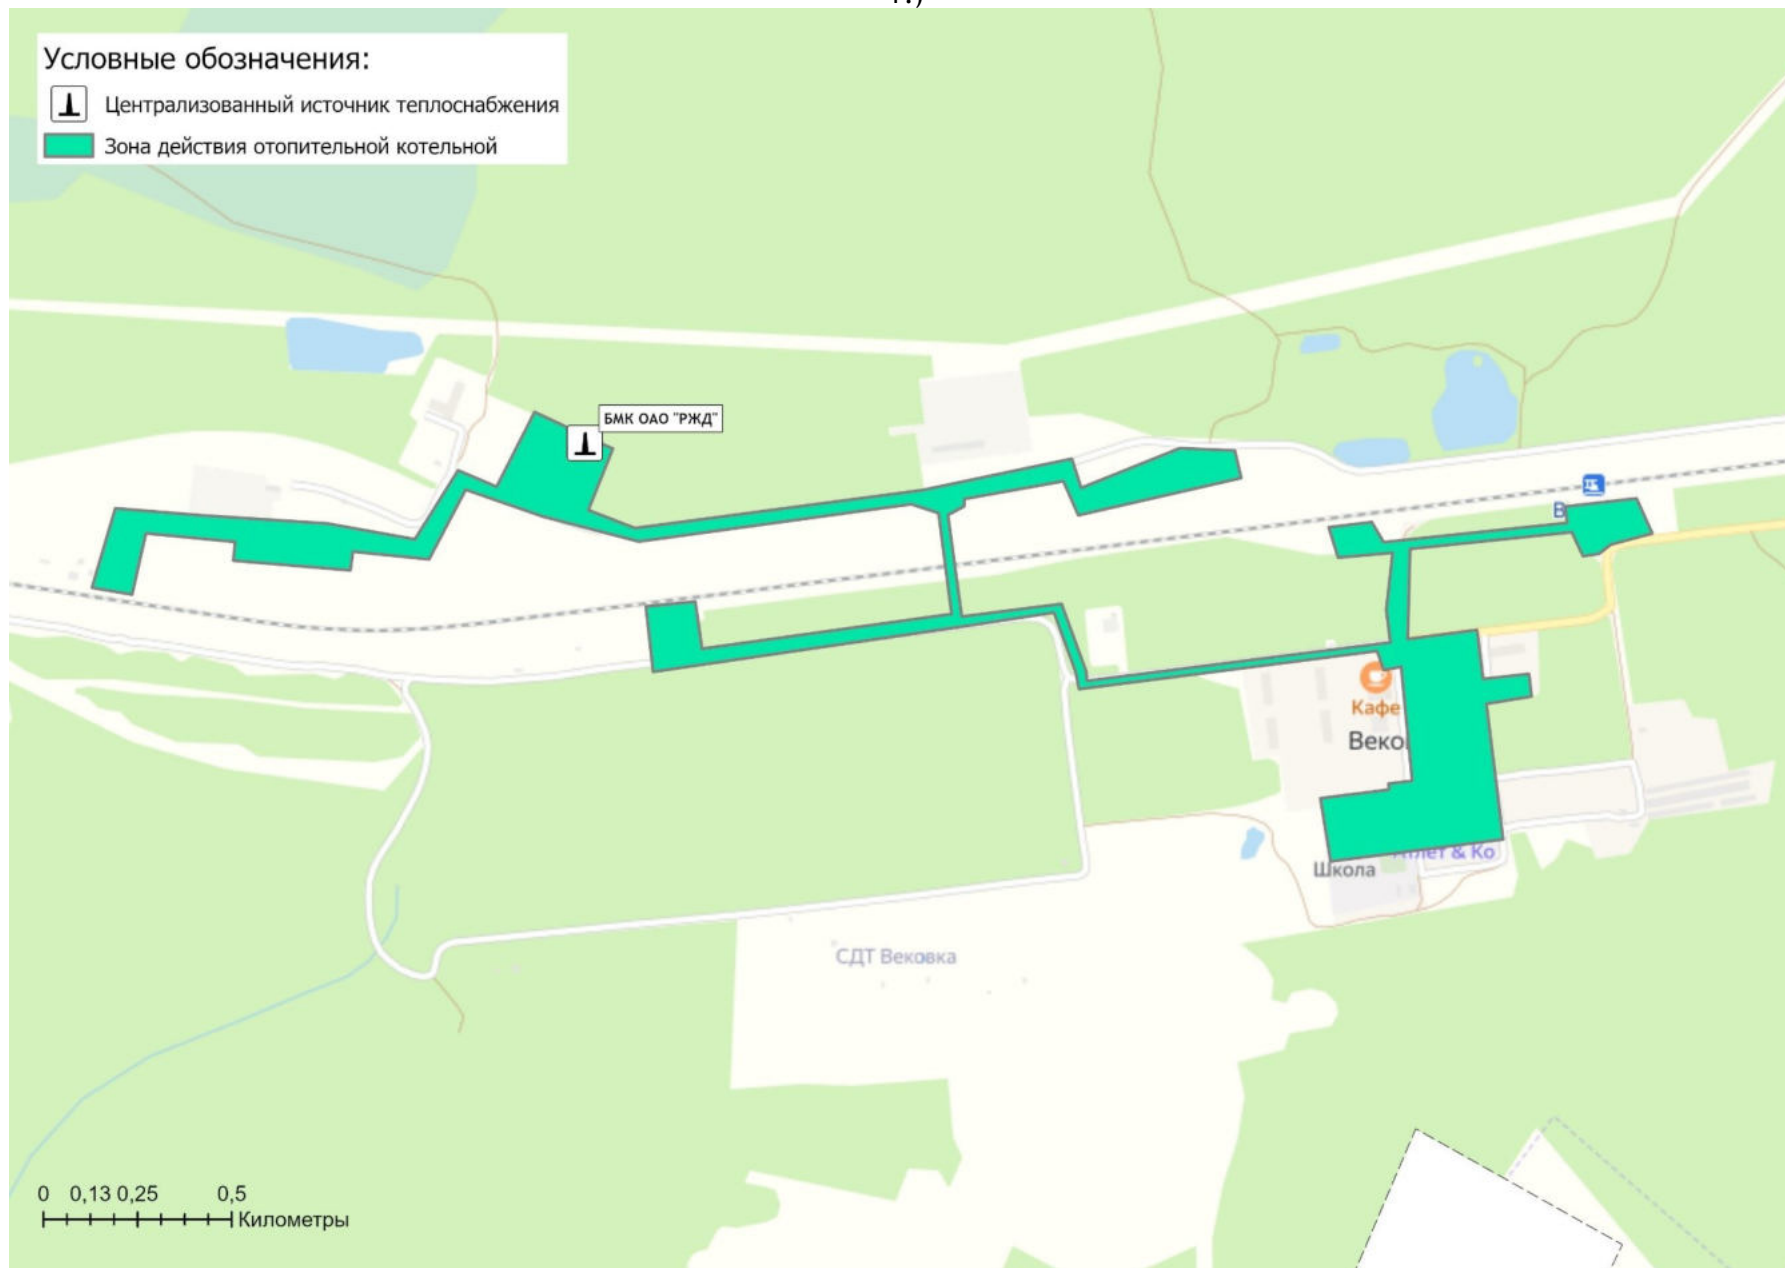 Условные обозначения:
Централизованный источник теплоснабжения
Зона действия отопительной котельной
БМК ОАО "РЖД"
В
Кафе
Веко
& Ко
Школа
СДТ Вековка
0 0,13 0,25 0,5
Километры